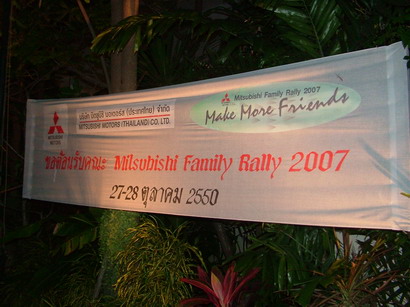 บริษัท มิตซูบิชิ มอเตอร์ส (ประเทศไทย) จำกัด
MITSUBISHI MOTORS (THAILAND) CO., LTD.
MITSUBISHI
MOTORS
Mitsubishi Family Rally 2007
Make More Friends
ขอต้อนรับคณะ Mitsubishi Family Rally 2007
27-28 ตุลาคม 2550